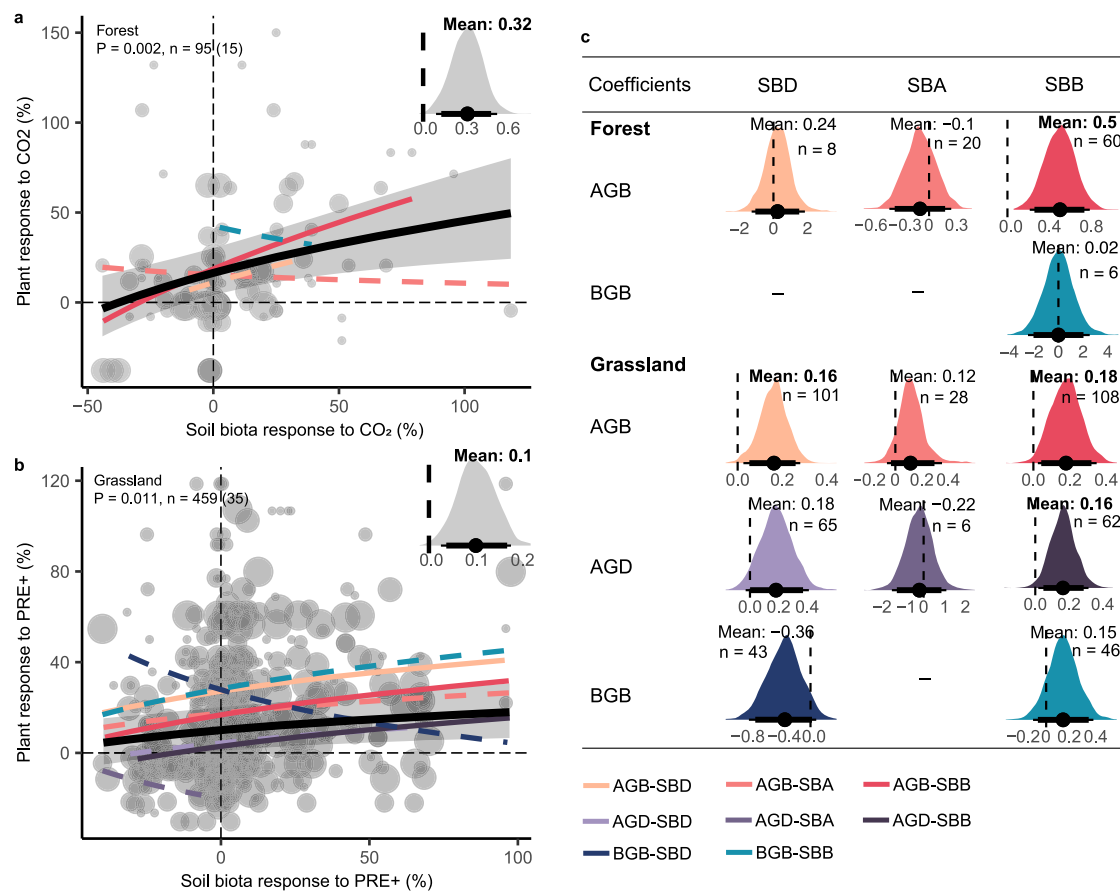 a
Forest
P = 0.002, n = 95 (15)
Mean: 0.32
0.0 0.3 0.6
Plant response to CO2 (%)
150
100
50
0
−50 0 50 100
Soil biota response to CO₂ (%)
b
Grassland
P = 0.011, n = 459 (35)
Mean: 0.1
0.0 0.1 0.2
Plant response to PRE+ (%)
120
80
40
0
0 50 100
Soil biota response to PRE+ (%)
c
Coefficients SBD SBA SBB
Forest
AGB
Mean: 0.24
n = 8
−2 0 2
Mean: −0.1
n = 20
−0.6 −0.3 0.0 0.3
Mean: 0.5
n = 60
0.0 0.4 0.8
BGB
–
–
Mean: 0.02
n = 6
−4 −2 0 2 4
Grassland
AGB
Mean: 0.16
n = 101
0.0 0.2 0.4
Mean: 0.12
n = 28
−0.2 0.0 0.2 0.4
Mean: 0.18
n = 108
0.0 0.2 0.4
AGD
Mean: 0.18
n = 65
0.0 0.2 0.4
Mean: −0.22
n = 6
−2 −1 0 1 2
Mean: 0.16
n = 62
0.0 0.2 0.4
BGB
Mean: −0.36
n = 43
−0.8 −0.4 0.0
–
Mean: 0.15
n = 46
−0.2 0.0 0.2 0.4
AGB-SBD AGB-SBA AGB-SBB
AGD-SBD AGD-SBA AGD-SBB
BGB-SBD BGB-SBB